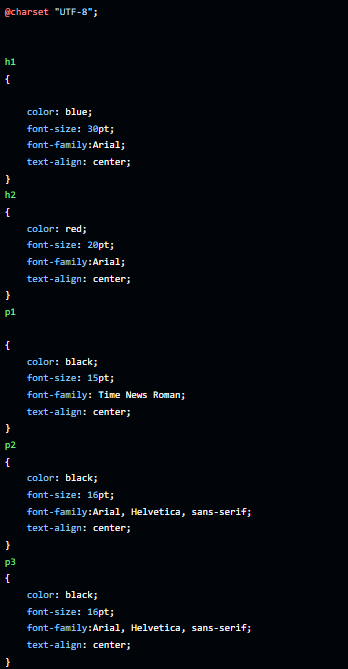 @charset "UTF-8";
h1
{
color: blue;
font-size: 30pt;
font-family:Arial;
text-align: center;
}
h2
{
color: red;
font-size: 20pt;
font-family:Arial;
text-align: center;
}
p1
{
color: black;
font-size: 15pt;
font-family: Time News Roman;
text-align: center;
}
p2
{
color: black;
font-size: 16pt;
font-family:Arial, Helvetica, sans-serif;
text-align: center;
}
p3
{
color: black;
font-size: 16pt;
font-family:Arial, Helvetica, sans-serif;
text-align: center;
}